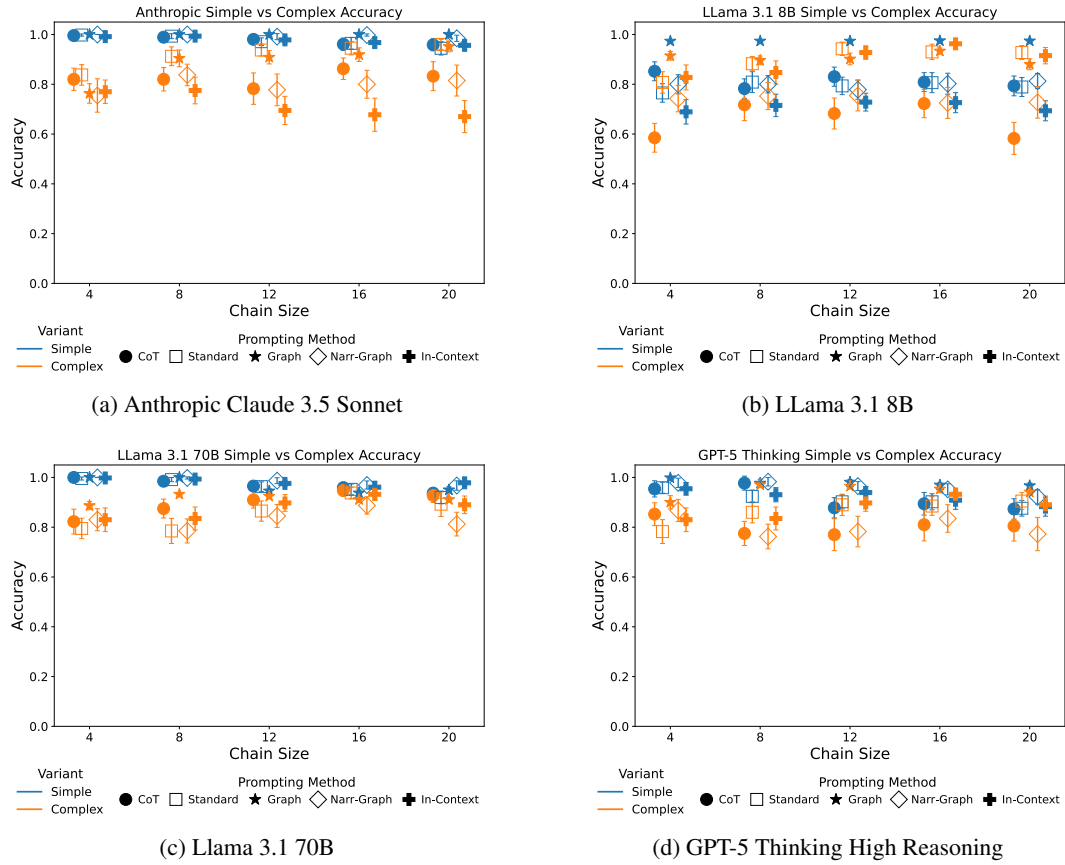 Anthropic Simple vs Complex Accuracy
1.0
0.8
0.6
0.4
0.2
0.0
Accuracy
4 8 12 16 20
Chain Size
Variant
Simple
Complex
Prompting Method
CoT Standard Graph Narr-Graph In-Context
(a) Anthropic Claude 3.5 Sonnet
LLama 3.1 8B Simple vs Complex Accuracy
1.0
0.8
0.6
0.4
0.2
0.0
Accuracy
4 8 12 16 20
Chain Size
Variant
Simple
Complex
Prompting Method
CoT Standard Graph Narr-Graph In-Context
(b) LLama 3.1 8B
LLama 3.1 70B Simple vs Complex Accuracy
1.0
0.8
0.6
0.4
0.2
0.0
Accuracy
4 8 12 16 20
Chain Size
Variant
Simple
Complex
Prompting Method
CoT Standard Graph Narr-Graph In-Context
(c) Llama 3.1 70B
GPT-5 Thinking Simple vs Complex Accuracy
1.0
0.8
0.6
0.4
0.2
0.0
Accuracy
4 8 12 16 20
Chain Size
Variant
Simple
Complex
Prompting Method
CoT Standard Graph Narr-Graph In-Context
(d) GPT-5 Thinking High Reasoning